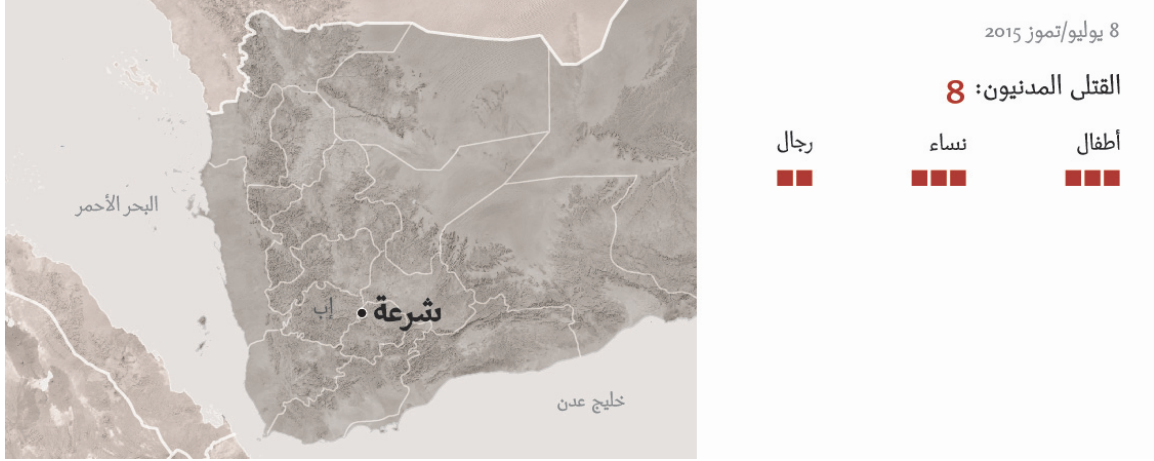 8 يوليو/تموز 2015
القتلى المدنيون: 8
أطفال نساء رجال
البحر الأحمر
إب
شرعة
خليج عدن